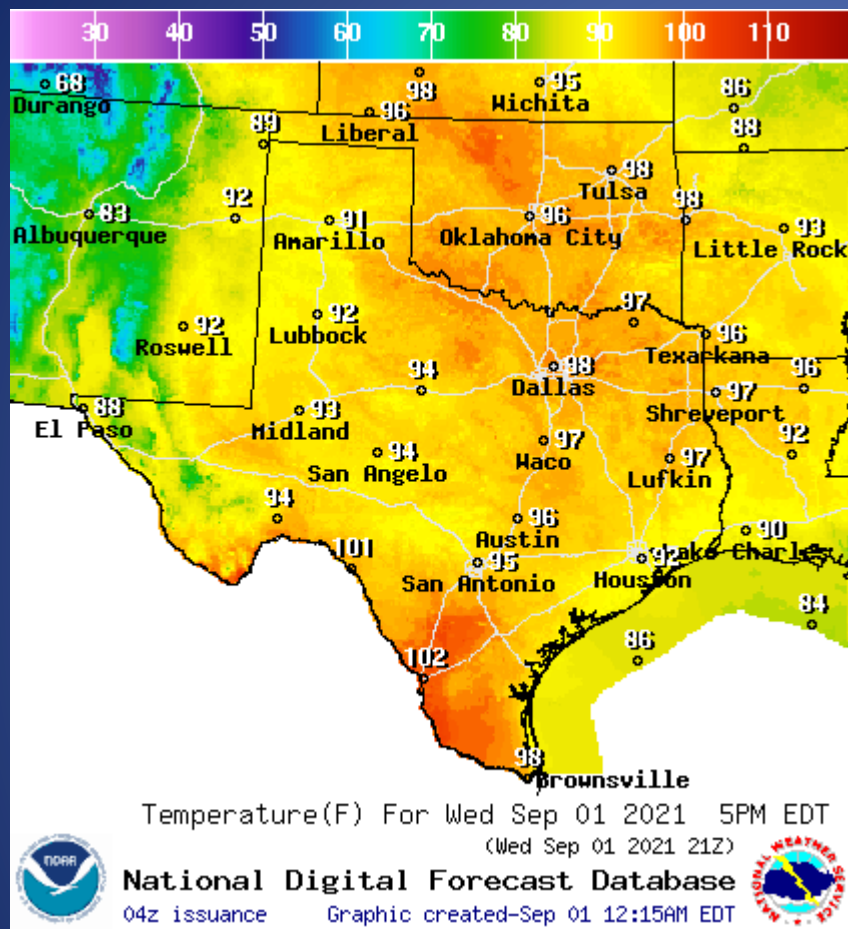 30 40 50 60 70 80 90 100 110
68
Durango
98
95
Wichita
86
96
Liberal
89
88
98
Tulsa
83
Albuquerque
92
91
Amarillo
96
Oklahoma City
98
93
Little Rock
92
Roswell
92
Lubbock
97
96
Texarkana
98
Dallas
94
96
97
Shreveport
88
El Paso
93
Midland
94
San Angelo
97
Waco
97
Lufkin
92
94
96
Austin
90
Lake Charles
101
95
San Antonio
92
Houston
84
102
86
98
Brownsville
Temperature(F) For Wed Sep 01 2021 5PM EDT
(Wed Sep 01 2021 21Z)
National Digital Forecast Database
04z issuance Graphic created-Sep 01 12:15AM EDT
NOAA
NATIONAL WEATHER SERVICE